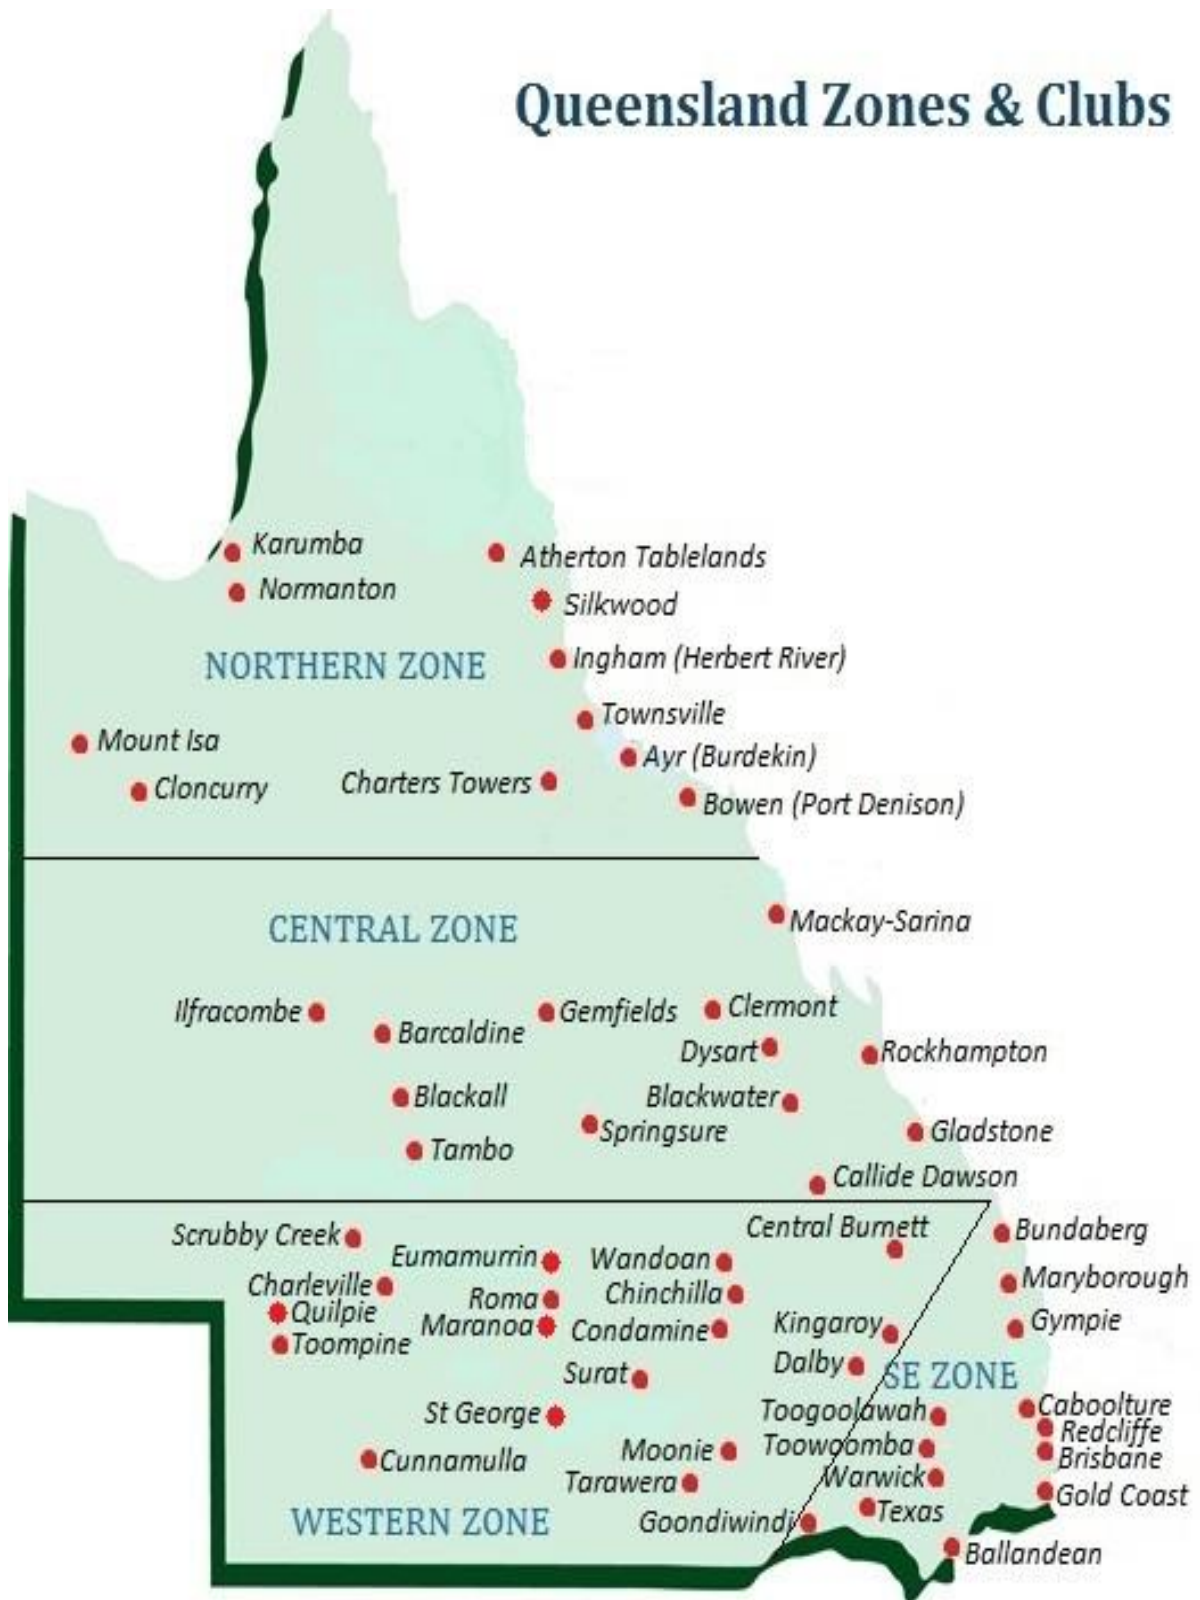 Queensland Zones & Clubs
Karumba
Atherton Tablelands
Normanton
Silkwood
NORTHERN ZONE
Ingham (Herbert River)
Townsville
Mount Isa
Ayr (Burdekin)
Cloncurry
Charters Towers
Bowen (Port Denison)
CENTRAL ZONE
Mackay-Sarina
Ilfracombe
Gemfields
Clermont
Barcaldine
Dysart
Rockhampton
Blackall
Blackwater
Springsure
Gladstone
Tambo
Callide Dawson
Scrubby Creek
Central Burnett
Bundaberg
Eumamurrin
Wandoan
Charleville
Roma
Chinchilla
Maryborough
Quilpie
Maranoa
Condamine
Kingaroy
Gympie
Toompine
Surat
Dalby
SE ZONE
St George
Toogoolawah
Caboolture
Redcliffe
Cunnamulla
Moonie
Toowoomba
Brisbane
Tarawera
Warwick
Gold Coast
WESTERN ZONE
Goondiwindi
Texas
Ballandean